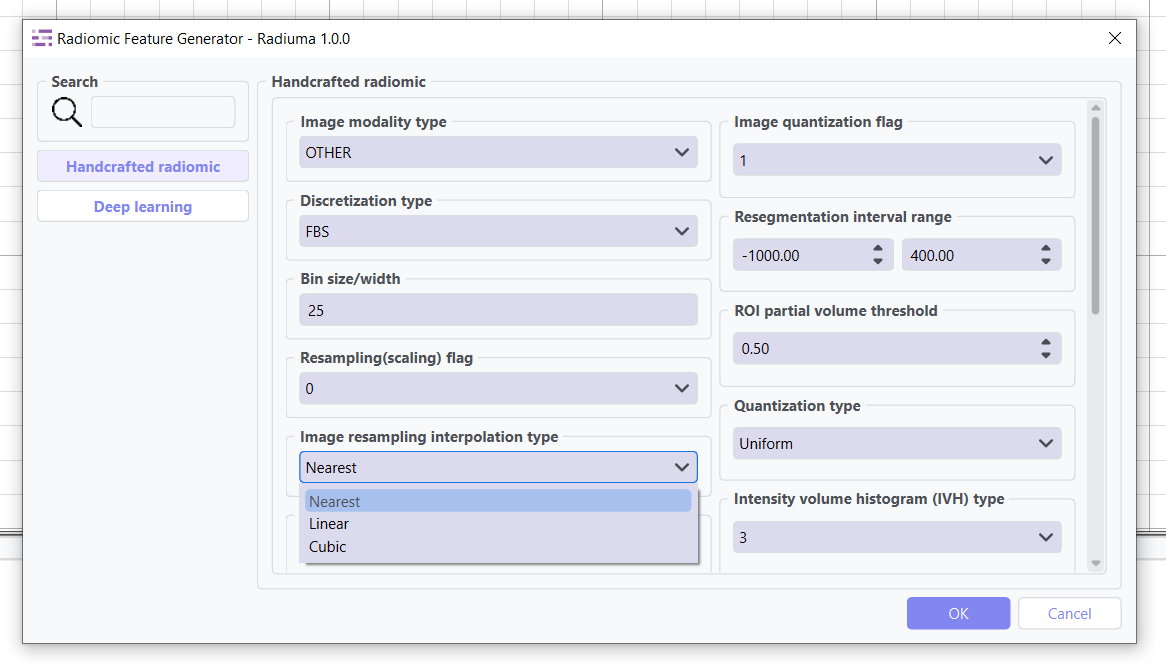 Radiomic Feature Generator - Radiuma 1.0.0
Search
Handcrafted radiomic
Deep learning
Handcrafted radiomic
Image modality type
OTHER
Discretization type
FBS
Bin size/width
25
Resampling(scaling) flag
0
Image resampling interpolation type
Nearest
Nearest
Linear
Cubic
Image quantization flag
1
Resegmentation interval range
-1000.00 400.00
ROI partial volume threshold
0.50
Quantization type
Uniform
Intensity volume histogram (IVH) type
3
OK
Cancel